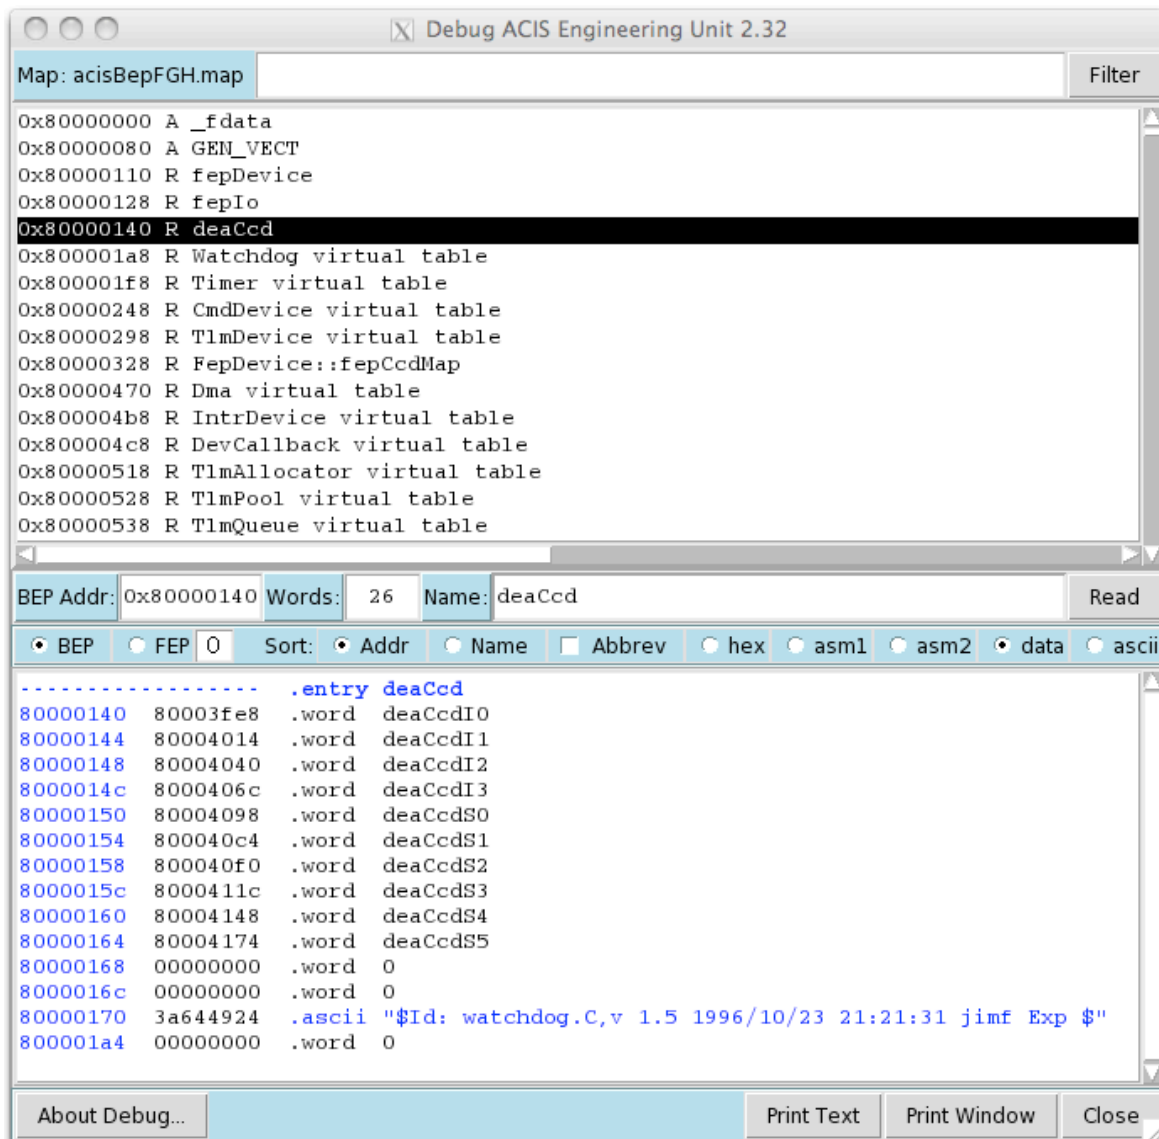 Debug ACIS Engineering Unit 2.32
Map: acisBepFGH.map Filter
0x80000000 A _fdata
0x80000080 A GEN_VECT
0x80000110 R fepDevice
0x80000128 R fepIo
0x80000140 R deaCcd
0x800001a8 R Watchdog virtual table
0x800001f8 R Timer virtual table
0x80000248 R CmdDevice virtual table
0x80000298 R TlmDevice virtual table
0x80000328 R FepDevice::fepCcdMap
0x80000470 R Dma virtual table
0x800004b8 R IntrDevice virtual table
0x800004c8 R DevCallback virtual table
0x80000518 R TlmAllocator virtual table
0x80000528 R TlmPool virtual table
0x80000538 R TlmQueue virtual table
BEP Addr: 0x80000140 Words: 26 Name: deaCcd Read
BEP FEP 0 Sort: Addr Name Abbrev hex asm1 asm2 data ascii
------------------ .entry deaCcd
80000140 80003fe8 .word deaCcdI0
80000144 80004014 .word deaCcdI1
80000148 80004040 .word deaCcdI2
8000014c 8000406c .word deaCcdI3
80000150 80004098 .word deaCcdS0
80000154 800040c4 .word deaCcdS1
80000158 800040f0 .word deaCcdS2
8000015c 8000411c .word deaCcdS3
80000160 80004148 .word deaCcdS4
80000164 80004174 .word deaCcdS5
80000168 00000000 .word 0
8000016c 00000000 .word 0
80000170 3a644924 .ascii "$Id: watchdog.C,v 1.5 1996/10/23 21:21:31 jimf Exp $"
800001a4 00000000 .word 0
About Debug... Print Text Print Window Close